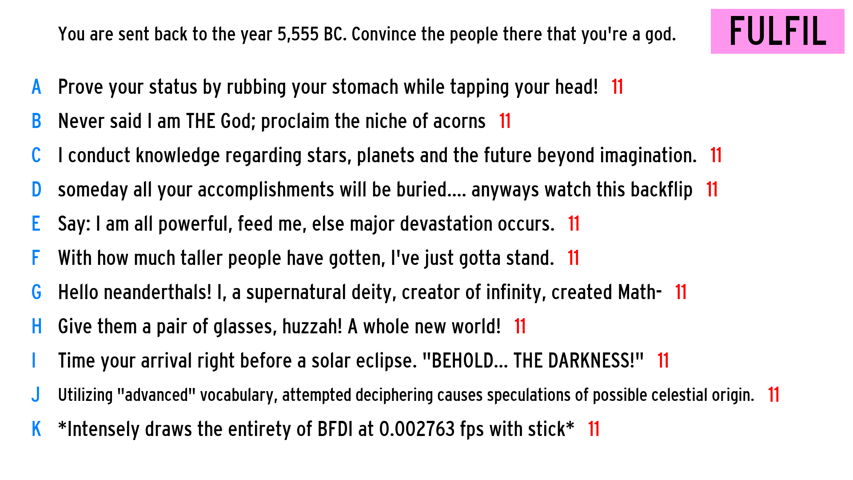 You are sent back to the year 5,555 BC. Convince the people there that you're a god.
FULFIL
A Prove your status by rubbing your stomach while tapping your head! 11
B Never said I am THE God; proclaim the niche of acorns 11
C I conduct knowledge regarding stars, planets and the future beyond imagination. 11
D someday all your accomplishments will be buried.... anyways watch this backflip 11
E Say: I am all powerful, feed me, else major devastation occurs. 11
F With how much taller people have gotten, I've just gotta stand. 11
G Hello neanderthals! I, a supernatural deity, creator of infinity, created Math- 11
H Give them a pair of glasses, huzzah! A whole new world! 11
I Time your arrival right before a solar eclipse. "BEHOLD... THE DARKNESS!" 11
J Utilizing "advanced" vocabulary, attempted deciphering causes speculations of possible celestial origin. 11
K *Intensely draws the entirety of BFDI at 0.002763 fps with stick* 11